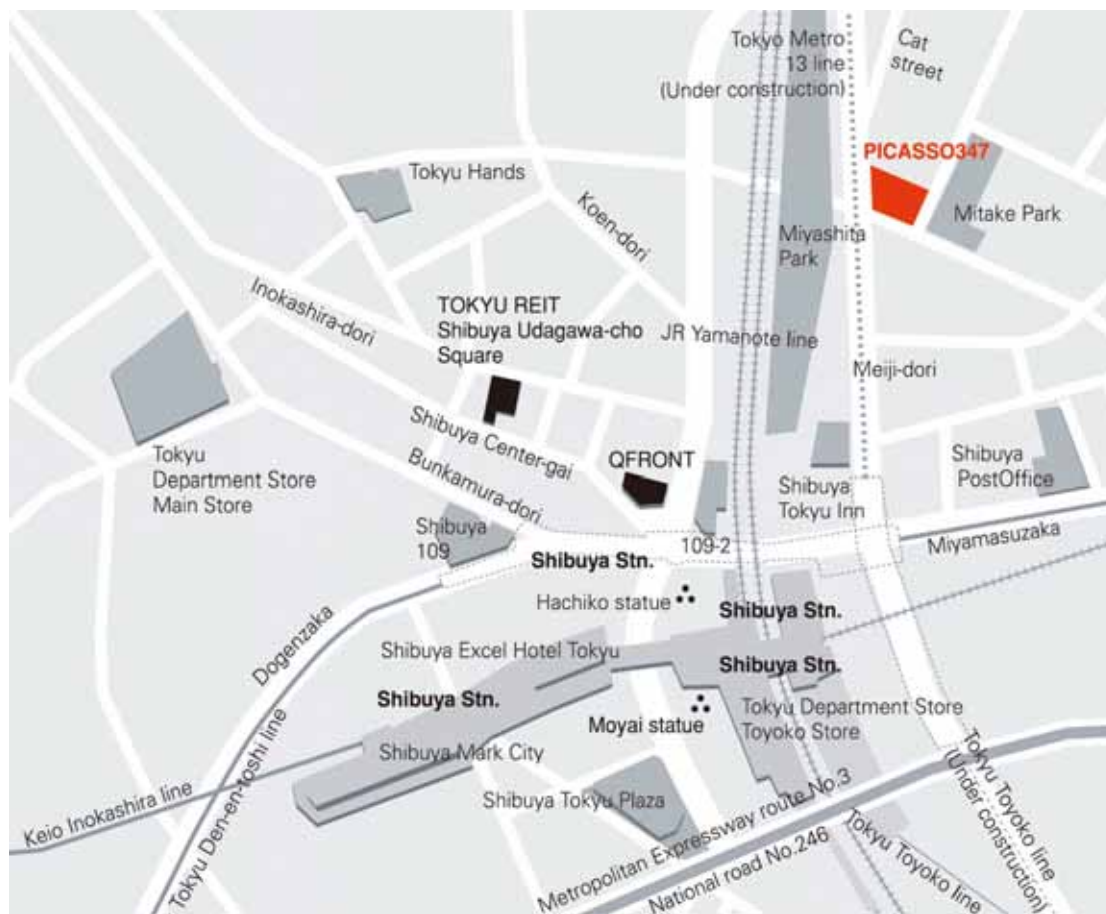 Tokyo Metro
13 line
(Under construction)
Cat
street
PICASSO347
Tokyu Hands
Mitake Park
Koen-dori
Miyashita
Park
Inokashira-dori
TOKYU REIT
Shibuya Udagawa-cho
Square
JR Yamanote line
Meiji-dori
Shibuya Center-gai
Bunkamura-dori
QFRONT
Tokyu
Department Store
Main Store
Shibuya
Tokyu Inn
Shibuya
PostOffice
Shibuya
109
109-2
Miyamasuzaka
Shibuya Stn.
Hachiko statue
Shibuya Stn.
Dogenzaka
Shibuya Excel Hotel Tokyu
Shibuya Stn.
Shibuya Stn.
Moyai statue
Tokyu Department Store
Toyoko Store
Shibuya Mark City
Keio Inokashira line
Tokyu Den-en-toshi line
Shibuya Tokyu Plaza
Metropolitan Expressway route No.3
National road No.246
Tokyu Toyoko line
Tokyu Toyoko line
(Under construction)